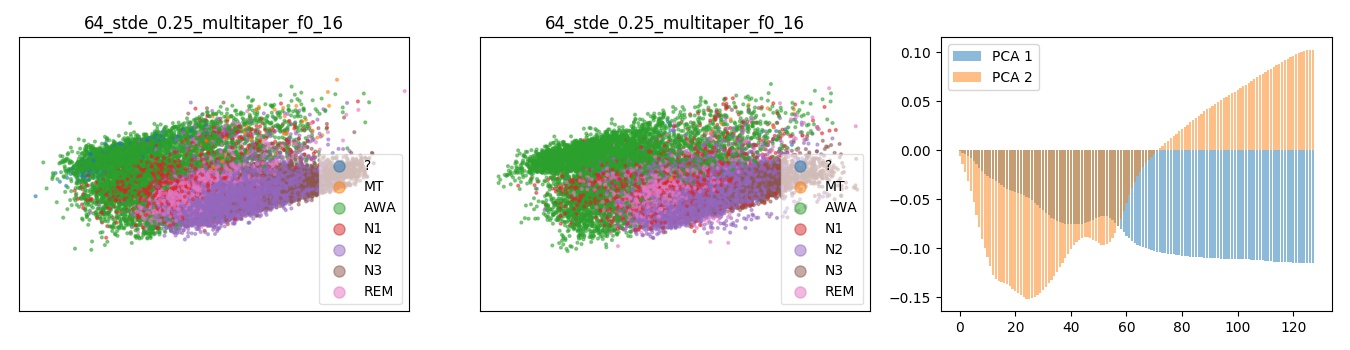 64_stde_0.25_multitaper_f0_16
?
MT
AWA
N1
N2
N3
REM
64_stde_0.25_multitaper_f0_16
?
MT
AWA
N1
N2
N3
REM
PCA 1
PCA 2
0.10
0.05
0.00
−0.05
−0.10
−0.15
0 20 40 60 80 100 120